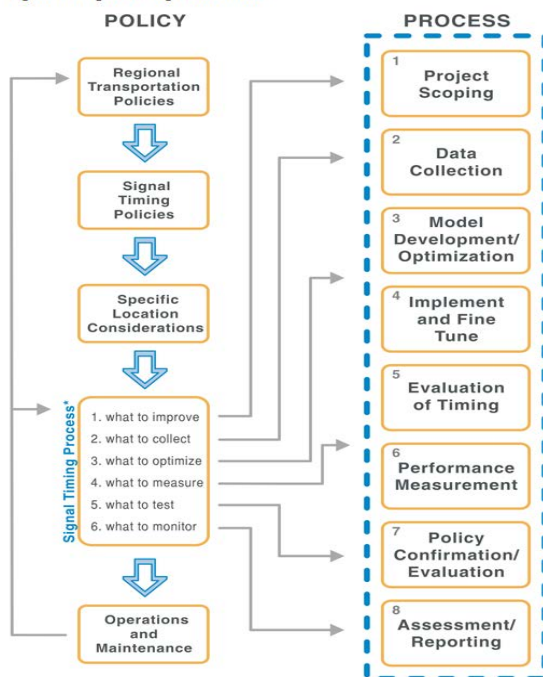 POLICY
Regional
Transportation
Policies
Signal
Timing
Policies
Specific
Location
Considerations
Signal Timing Process*
1. what to improve
2. what to collect
3. what to optimize
4. what to measure
5. what to test
6. what to monitor
Operations
and
Maintenance
PROCESS
1
Project
Scoping
2
Data
Collection
3
Model
Development/
Optimization
4
Implement
and Fine
Tune
5
Evaluation
of Timing
6
Performance
Measurement
7
Policy
Confirmation/
Evaluation
8
Assessment/
Reporting